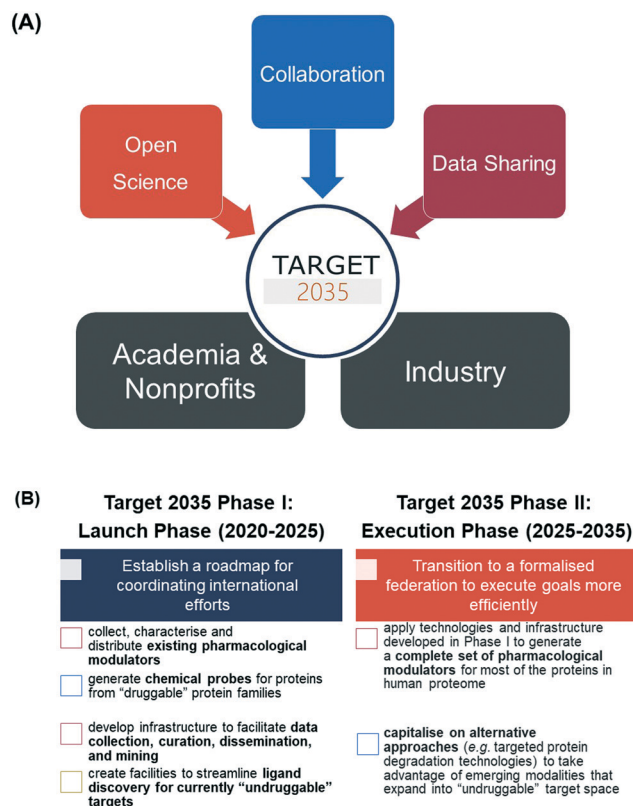 (A)
Collaboration
Open
Science
Data Sharing
TARGET
2035
Academia &
Nonprofits
Industry
(B)
Target 2035 Phase I:
Launch Phase (2020-2025)
Establish a roadmap for
coordinating international
efforts
collect, characterise and
distribute existing pharmacological
modulators
generate chemical probes for proteins
from "druggable" protein families
develop infrastructure to facilitate data
collection, curation, dissemination,
and mining
create facilities to streamline ligand
discovery for currently "undruggable"
targets
Target 2035 Phase II:
Execution Phase (2025-2035)
Transition to a formalised
federation to execute goals more
efficiently
apply technologies and infrastructure
developed in Phase I to generate
a complete set of pharmacological
modulators for most of the proteins in
human proteome
capitalise on alternative
approaches (e.g. targeted protein
degradation technologies) to take
advantage of emerging modalities that
expand into "undruggable" target space